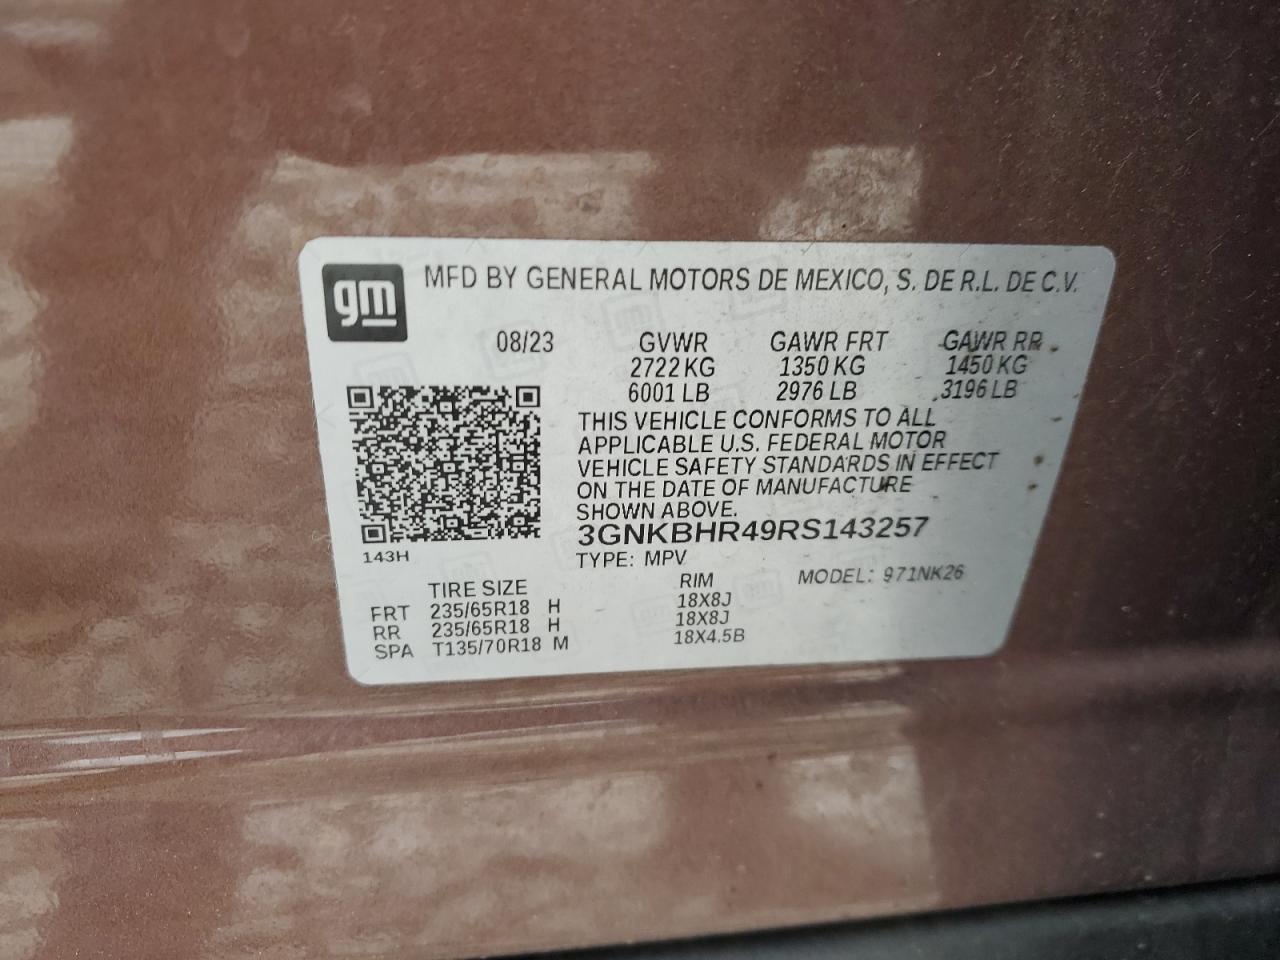 gm
MFD BY GENERAL MOTORS DE MEXICO, S. DE R.L. DE C.V.
08/23 GVWR GAWR FRT GAWR RR
2722 KG 1350 KG 1450 KG
6001 LB 2976 LB 3196 LB
THIS VEHICLE CONFORMS TO ALL
APPLICABLE U.S. FEDERAL MOTOR
VEHICLE SAFETY STANDARDS IN EFFECT
ON THE DATE OF MANUFACTURE
SHOWN ABOVE.
3GNKBHR49RS143257
143H
TYPE: MPV MODEL: 971NK26
TIRE SIZE RIM
FRT 235/65R18 H 18X8J
RR 235/65R18 H 18X8J
SPA T135/70R18 M 18X4.5B